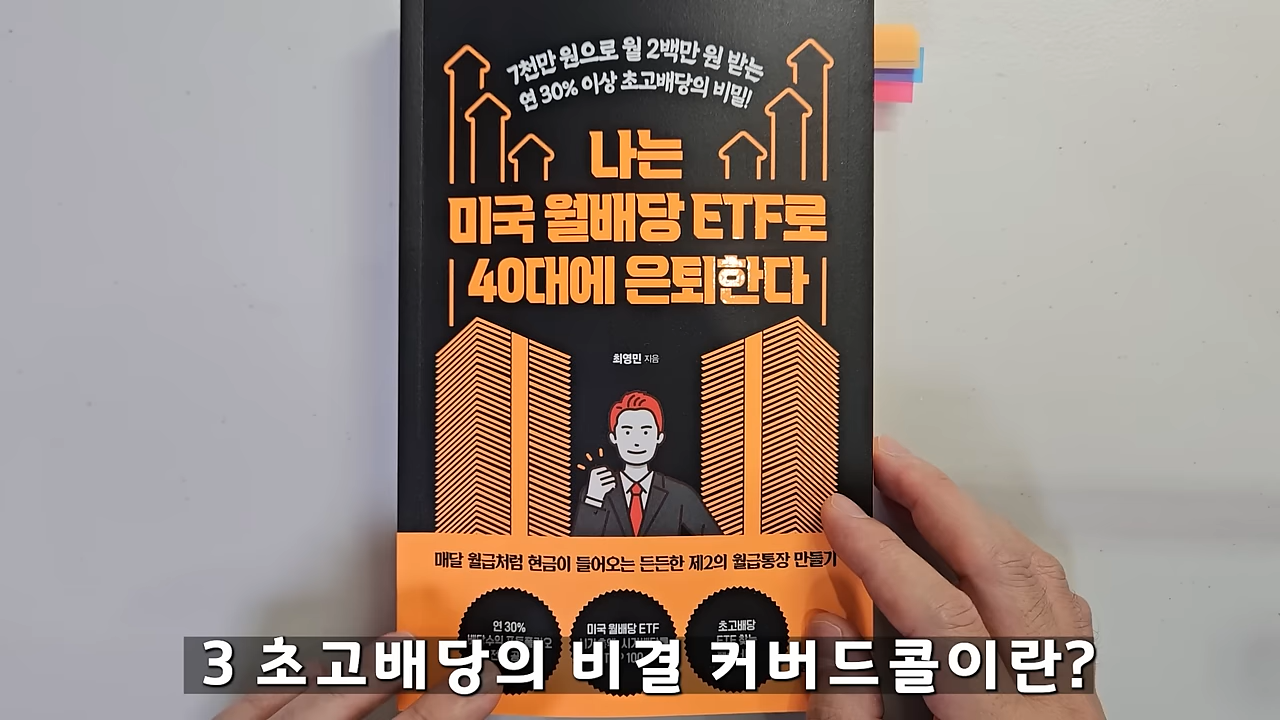 7천만 원으로 월 2백만 원 받는
연 30% 이상 초고배당의 비밀!
나는
미국 월배당 ETF로
40대에 은퇴한다
최영민 지음
매달 월급처럼 현금이 들어오는 든든한 제2의 월급통장 만들기
연 30%
미국 월배당 ETF
초고배당
3 초고배당의 비결 커버드콜이란?